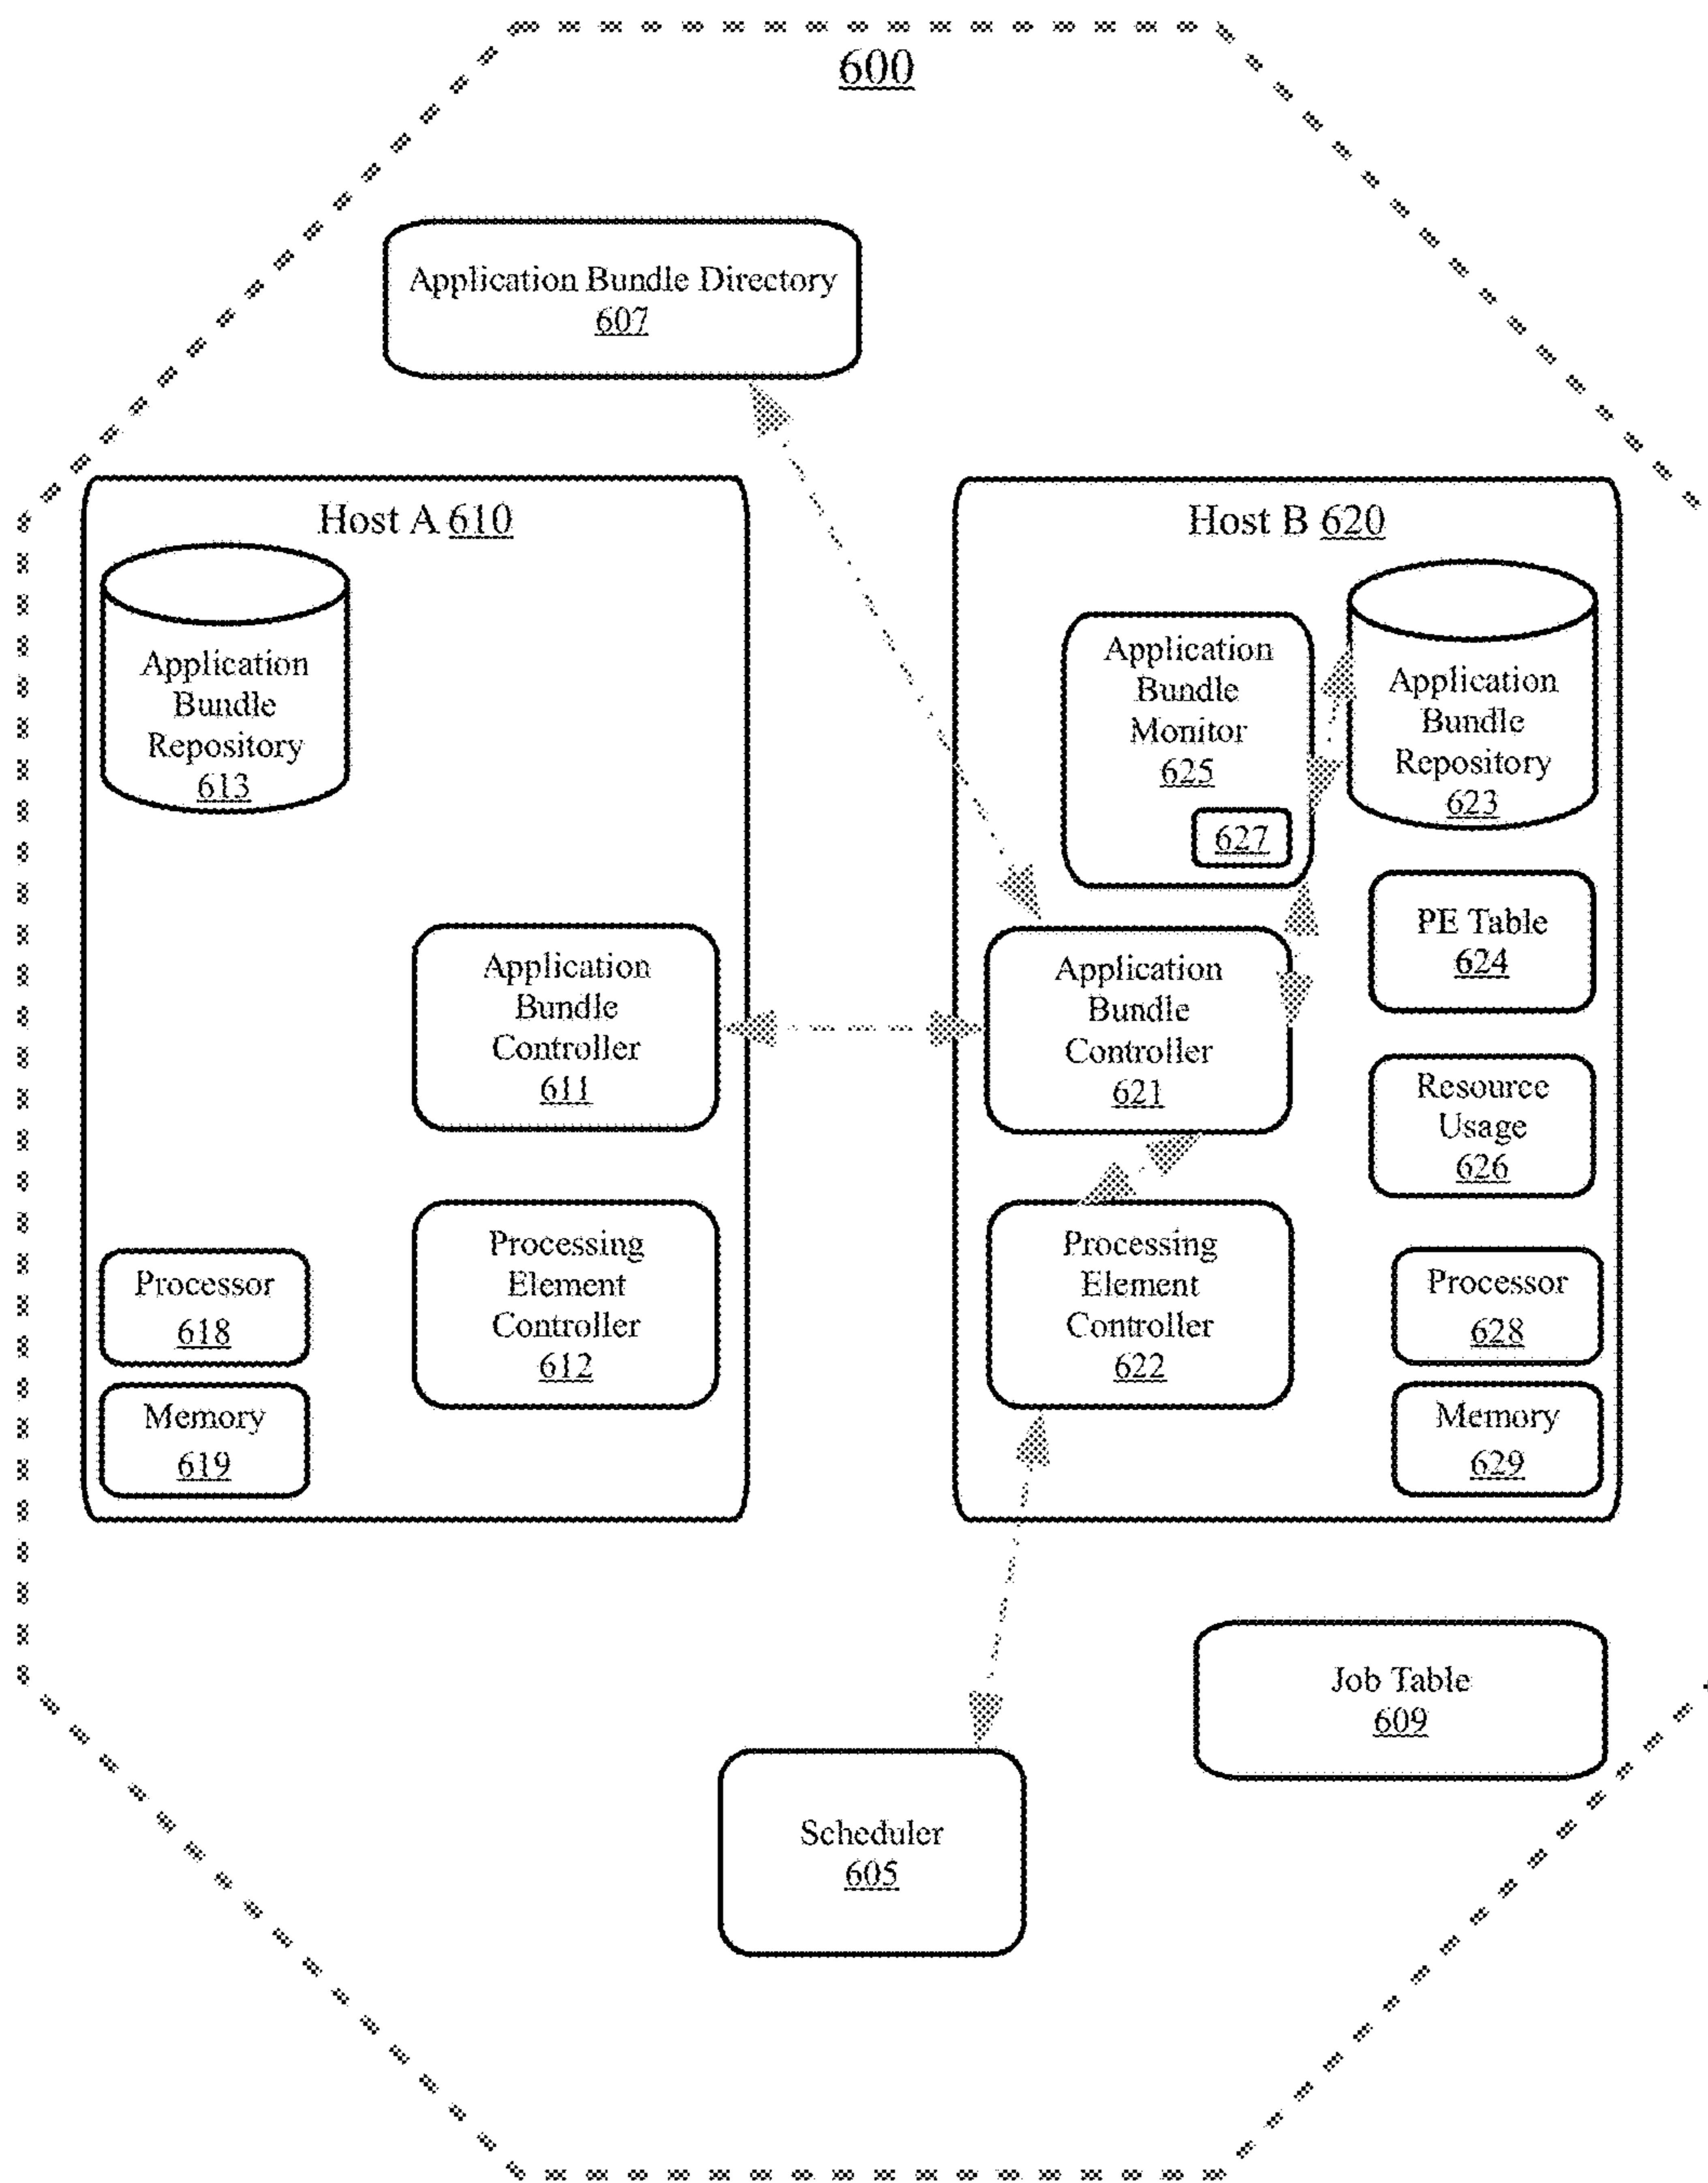 600
Application Bundle Directory
607
Host A 610
Application
Bundle
Repository
613
Application
Bundle
Controller
611
Processing
Element
Controller
612
Processor
618
Memory
619
Host B 620
Application
Bundle
Monitor
625
627
Application
Bundle
Repository
623
PE Table
624
Application
Bundle
Controller
621
Resource
Usage
626
Processing
Element
Controller
622
Processor
628
Memory
629
Job Table
609
Scheduler
605